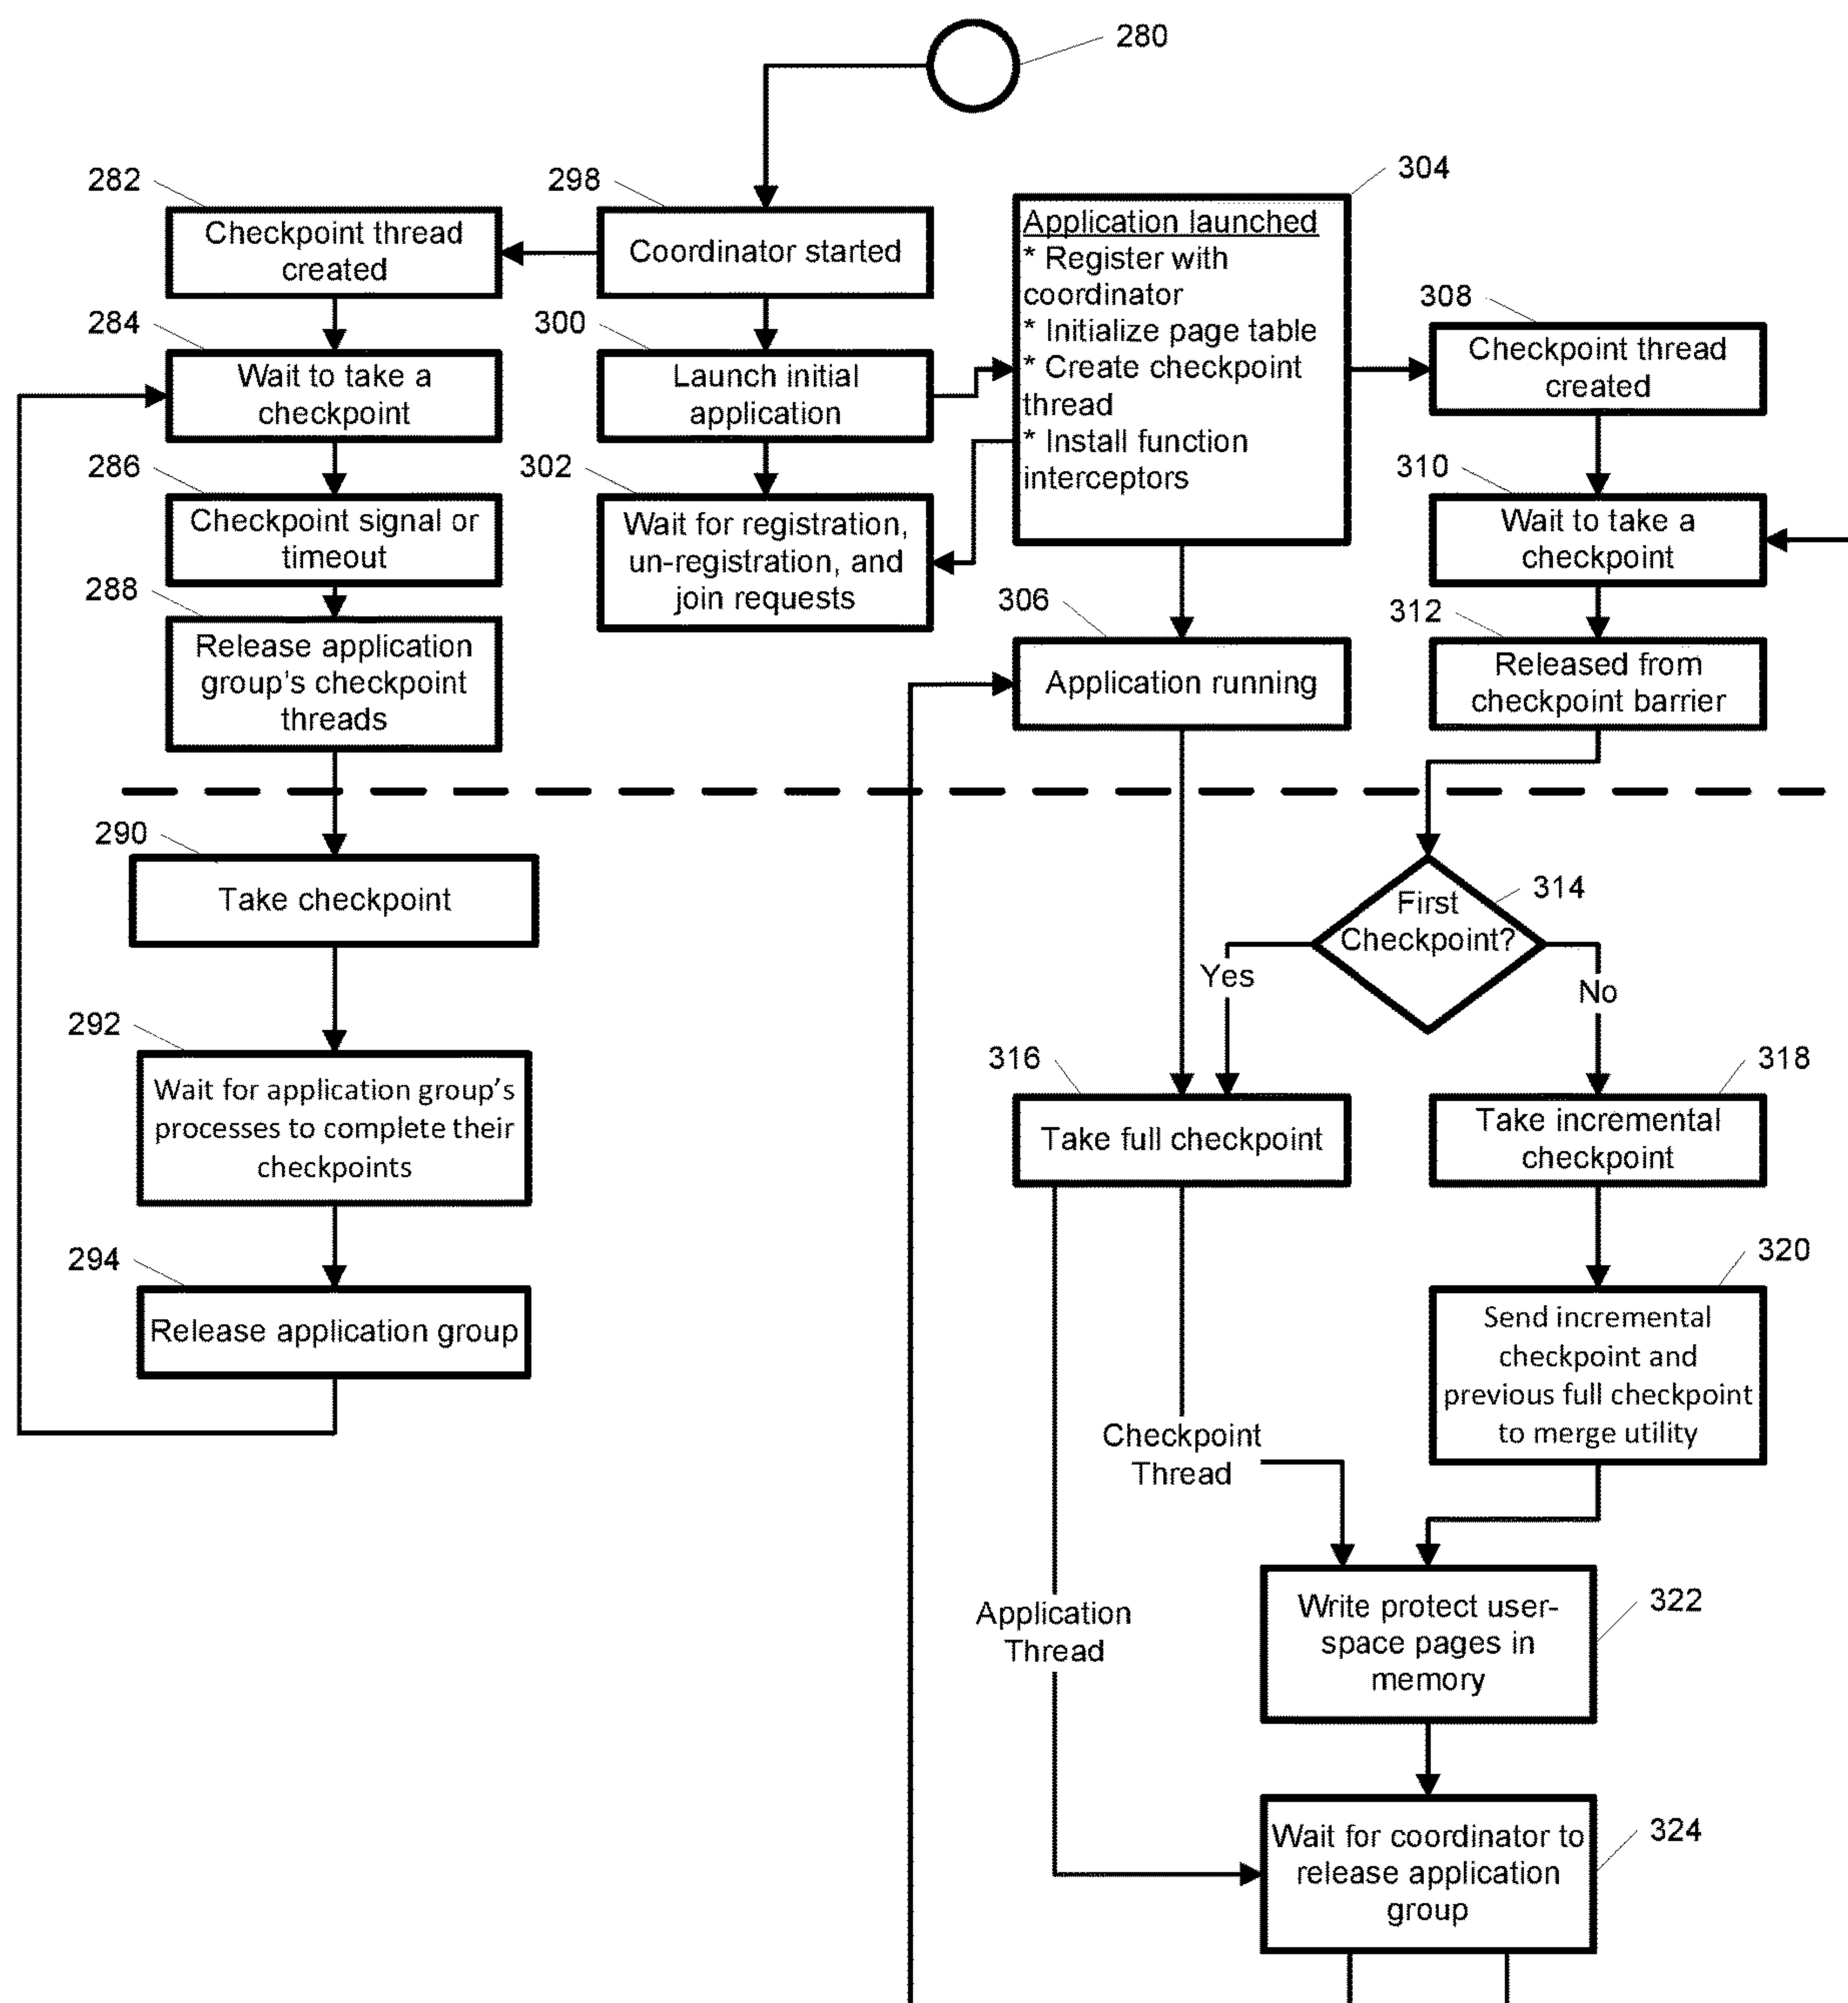 280
282
298
304
Checkpoint thread
created
Coordinator started
Application launched
* Register with
coordinator
* Initialize page table
* Create checkpoint
thread
* Install function
interceptors
308
Checkpoint thread
created
284
300
Wait to take a
checkpoint
Launch initial
application
286
302
310
Checkpoint signal or
timeout
Wait for registration,
un-registration, and
join requests
Wait to take a
checkpoint
288
306
312
Release application
group's checkpoint
threads
Application running
Released from
checkpoint barrier
290
Take checkpoint
314
First
Checkpoint?
Yes
No
292
316
318
Wait for application group's
processes to complete their
checkpoints
Take full checkpoint
Take incremental
checkpoint
294
320
Release application group
Send incremental
checkpoint and
previous full checkpoint
to merge utility
Checkpoint
Thread
Application
Thread
322
Write protect user-
space pages in
memory
324
Wait for coordinator to
release application
group